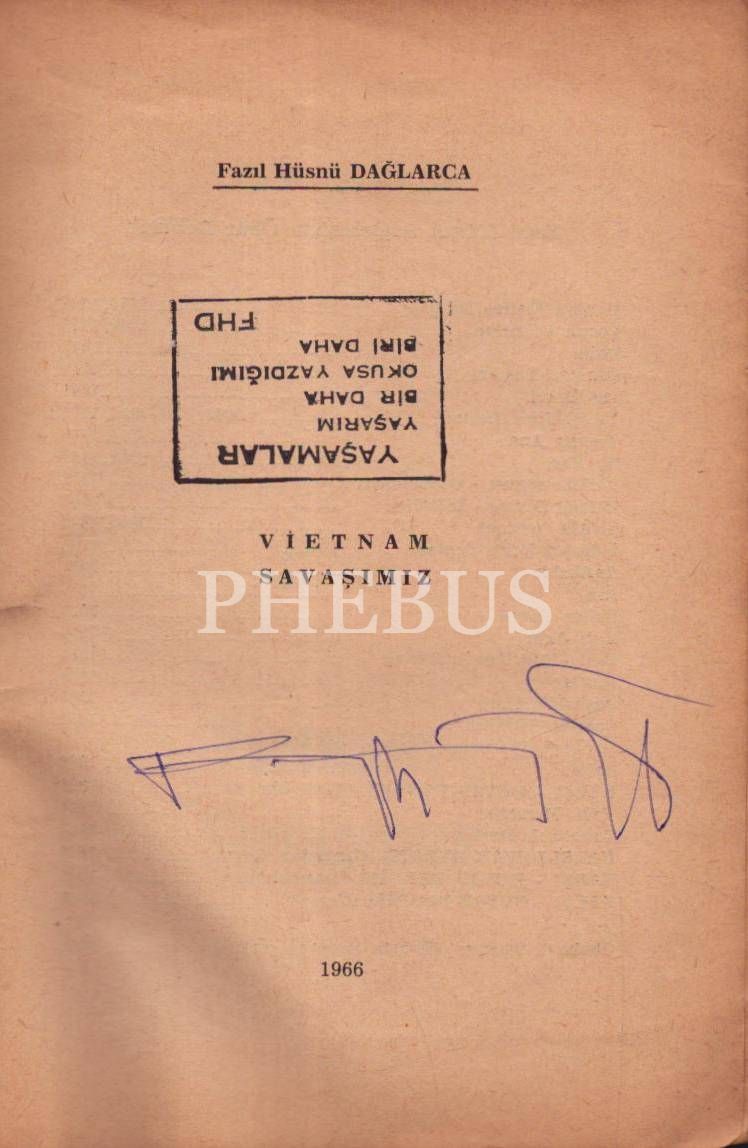 Fazıl Hüsnü DAĞLARCA
YAŞAMALAR
YAŞARIM
BİR DAHA
OKUSA YAZDIĞIMI
BİRİ DAHA
FHD
VİETNAM
SAVAŞIMIZ
PHEBUS
1966